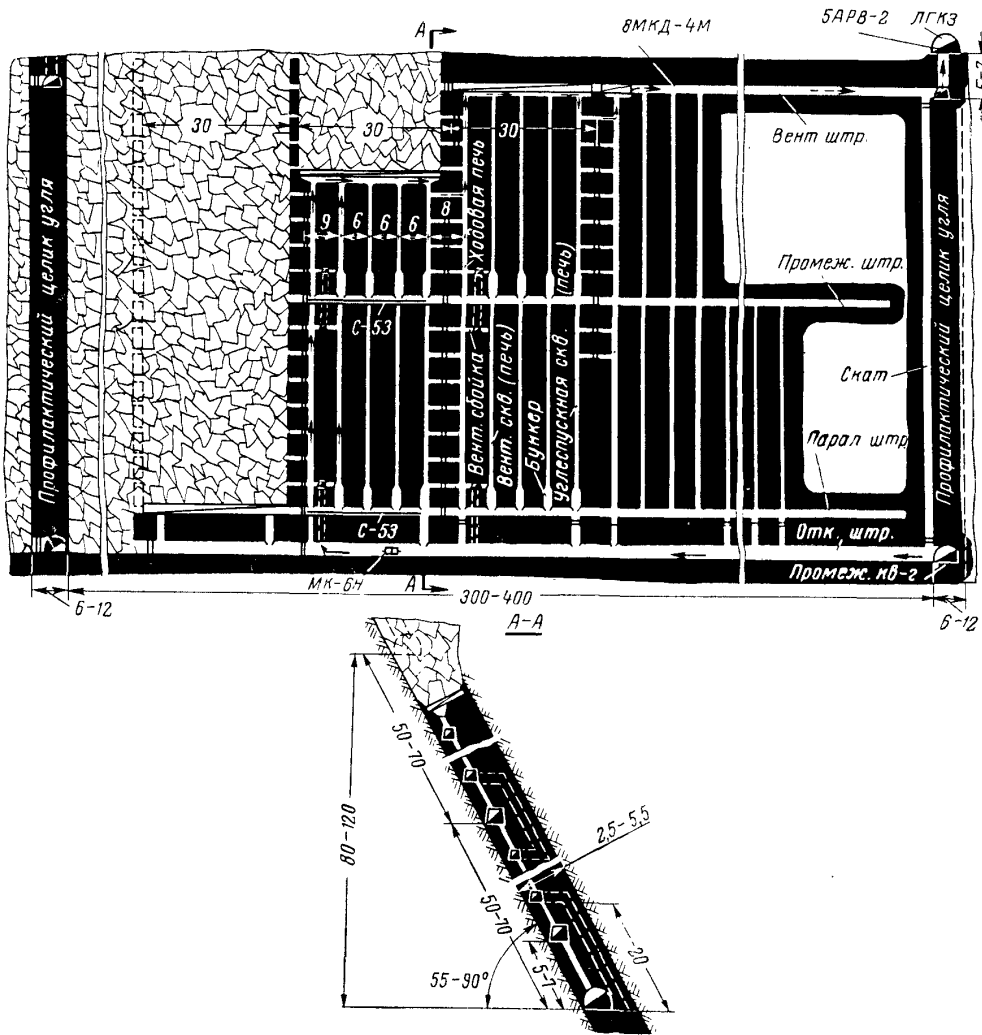 А
8МКД-4М
5АРВ-2
ЛГКЗ
5-7
30
30
30
Вент штр.
Профилактический целик угля
Ходовая печь
9
6
6
6
8
(печь)
Промеж. штр.
С-53
Вент. сбойка
Вент. скв. (печь)
Бункер
Углеспускная скв.
Скат
Профилактический целик угля
Парал штр
С-53
Отк. штр.
МК-6Н
А
Промеж. кв-г
6-12
300-400
6-12
А-А
50-70
80-120
2,5-5,5
50-70
20
55-90°
5-7